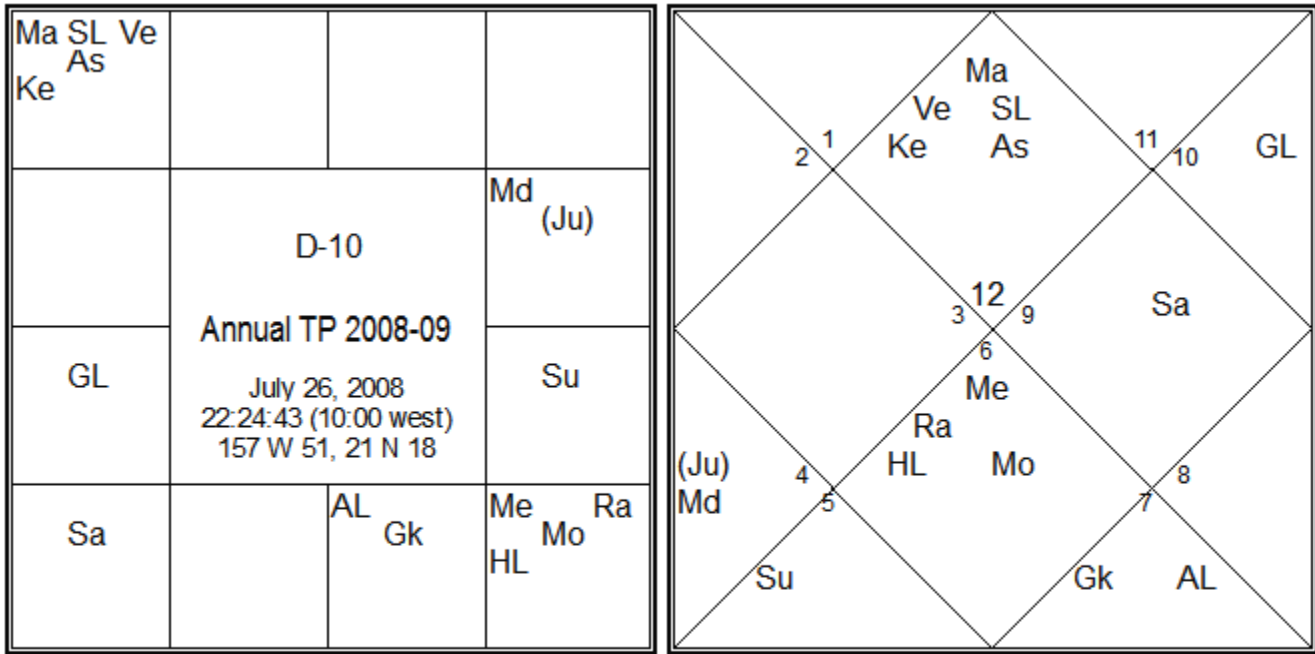 Ma SL Ve
As
Ke
Md
(Ju)
D-10
Annual TP 2008-09
July 26, 2008
22:24:43 (10:00 west)
157 W 51, 21 N 18
GL
Su
Sa
AL
Gk
Me Ra
Mo
HL
Ma
Ve SL
Ke As
2 1
11 10
GL
12
3 9
Sa
6
Me
Ra
HL Mo
(Ju)
Md
4
5
8
7
Su
Gk AL